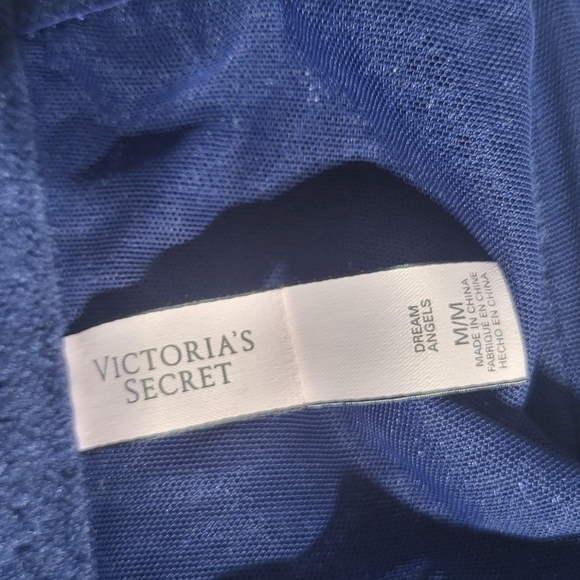 VICTORIA'S
SECRET
DREAM
ANGELS
M/M
MADE IN CHINA
FABRIQUÉ EN CHINE
HECHO EN CHINA